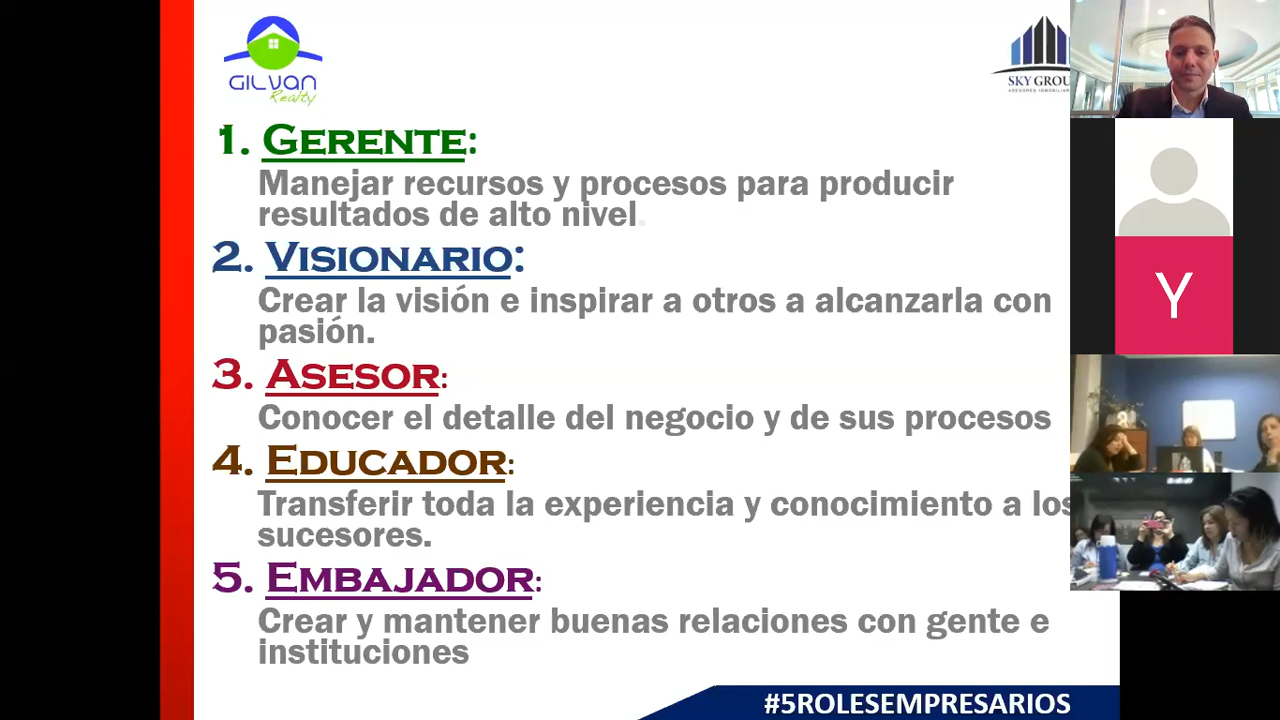 GILVAN
Realty
SKY GROU
ASESORES INMOBILIAR
1. GERENTE:
Manejar recursos y procesos para producir
resultados de alto nivel.
2. VISIONARIO:
Crear la visión e inspirar a otros a alcanzarla con
pasión.
3. ASESOR:
Conocer el detalle del negocio y de sus procesos
4. EDUCADOR:
Transferir toda la experiencia y conocimiento a los
sucesores.
5. EMBAJADOR:
Crear y mantener buenas relaciones con gente e
instituciones
#5ROLESEMPRESARIOS
Y